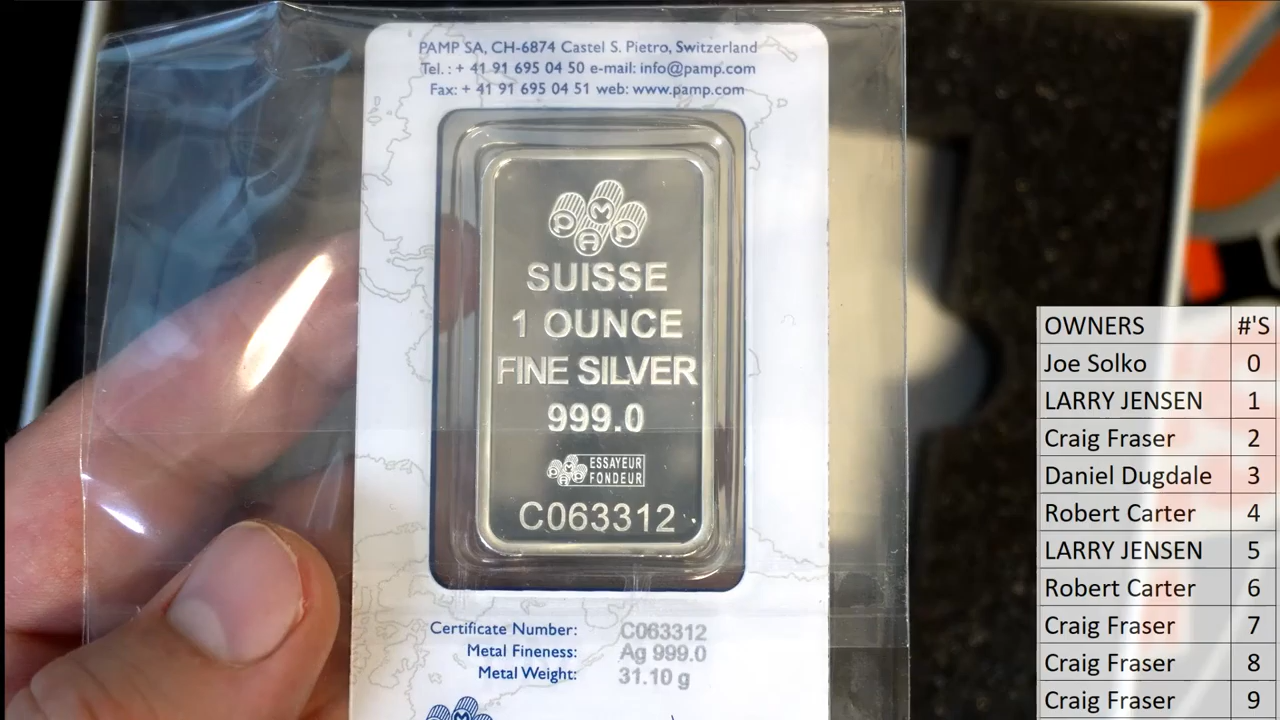 PAMP SA, CH-6874 Castel S. Pietro, Switzerland
Tel. : + 41 91 695 04 50 e-mail: info@pamp.com
Fax: + 41 91 695 04 51 web: www.pamp.com
PAMP
SUISSE
1 OUNCE
FINE SILVER
999.0
PAMP ESSAYEUR
FONDEUR
C063312
Certificate Number: C063312
Metal Fineness: Ag 999.0
Metal Weight: 31.10 g
OWNERS #'S
Joe Solko 0
LARRY JENSEN 1
Craig Fraser 2
Daniel Dugdale 3
Robert Carter 4
LARRY JENSEN 5
Robert Carter 6
Craig Fraser 7
Craig Fraser 8
Craig Fraser 9